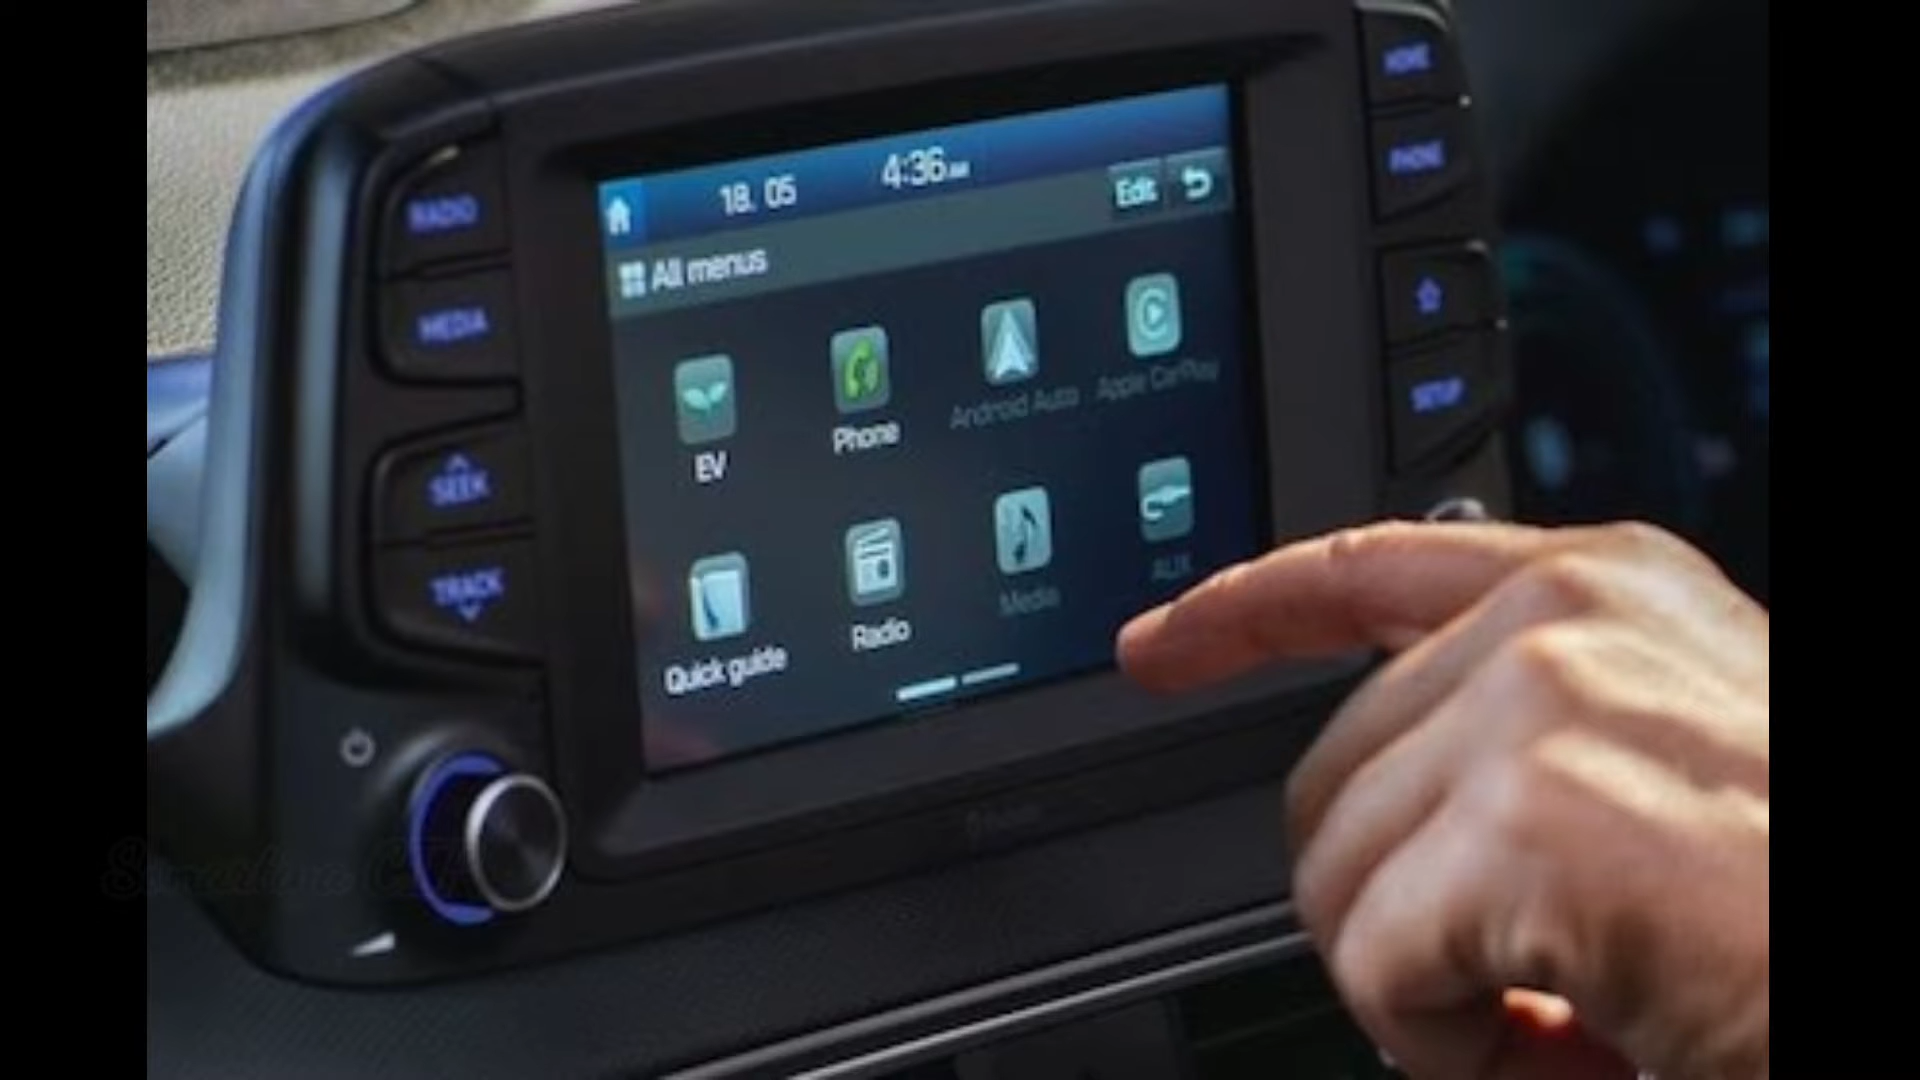 18. 05
4:36 AM
Edit
All menus
EV
Phone
Android Auto
Apple CarPlay
Quick guide
Radio
Media
AUX
RADIO
MEDIA
SEEK
TRACK
HOME
PHONE
SETUP